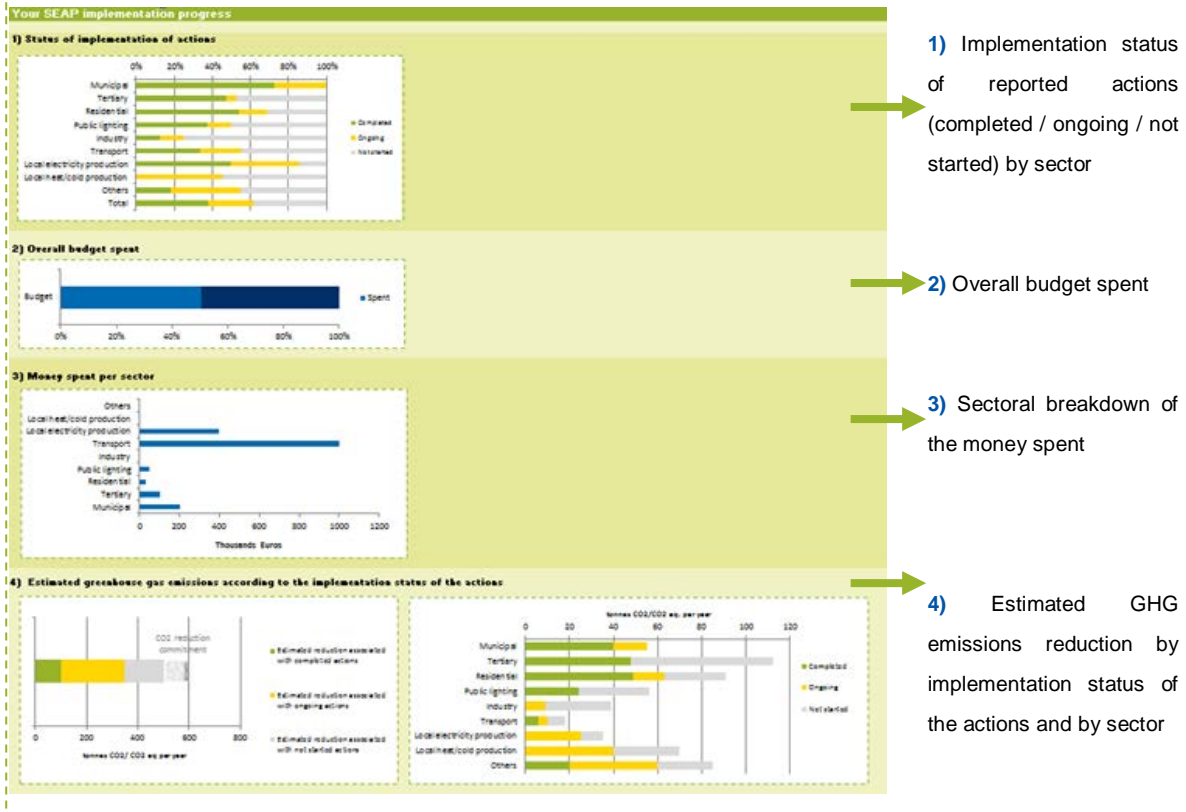 Your SEAP implementation progress
1) Status of implementation of actions
0% 20% 40% 60% 80% 100%
Municipal
Tertiary
Residential
Public lighting
Industry
Transport
Local electricity production
Local heat/cold production
Others
Total
Completed
Ongoing
Not started
1) Implementation status
of reported actions
(completed / ongoing / not
started) by sector
2) Overall budget spent
Budget
Spent
0% 20% 40% 60% 80% 100%
2) Overall budget spent
3) Money spent per sector
Others
Local heat/cold production
Local electricity production
Transport
Industry
Public lighting
Residential
Tertiary
Municipal
0 200 400 600 800 1000 1200
Thousands Euros
3) Sectoral breakdown of
the money spent
4) Estimated greenhouse gas emissions according to the implementation status of the actions
CO2 reduction
commitment
0 200 400 600 800
tonnes CO2/ CO2 eq per year
Estimated reduction associated
with completed actions
Estimated reduction associated
with ongoing actions
Estimated reduction associated
with not started actions
tonnes CO2/CO2 eq. per year
0 20 40 60 80 100 120
Municipal
Tertiary
Residential
Public lighting
Industry
Transport
Local electricity production
Local heat/cold production
Others
Completed
Ongoing
Not started
4) Estimated GHG
emissions reduction by
implementation status of
the actions and by sector